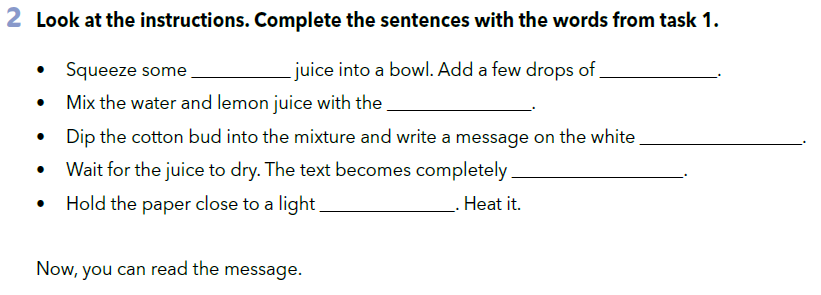 2 Look at the instructions. Complete the sentences with the words from task 1.
• Squeeze some __________ juice into a bowl. Add a few drops of ____________.
• Mix the water and lemon juice with the _______________.
• Dip the cotton bud into the mixture and write a message on the white _________________.
• Wait for the juice to dry. The text becomes completely __________________.
• Hold the paper close to a light ______________. Heat it.
Now, you can read the message.